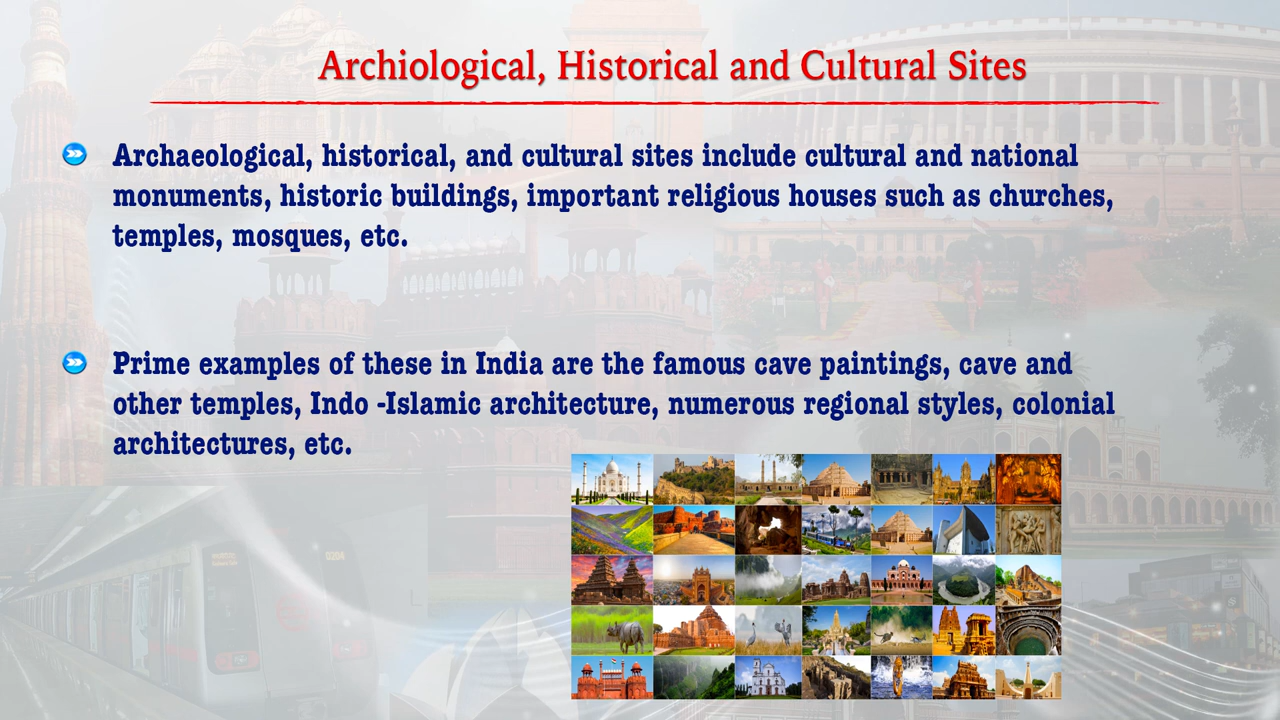 Archiological, Historical and Cultural Sites
Archaeological, historical, and cultural sites include cultural and national
monuments, historic buildings, important religious houses such as churches,
temples, mosques, etc.
Prime examples of these in India are the famous cave paintings, cave and
other temples, Indo -Islamic architecture, numerous regional styles, colonial
architectures, etc.
0204